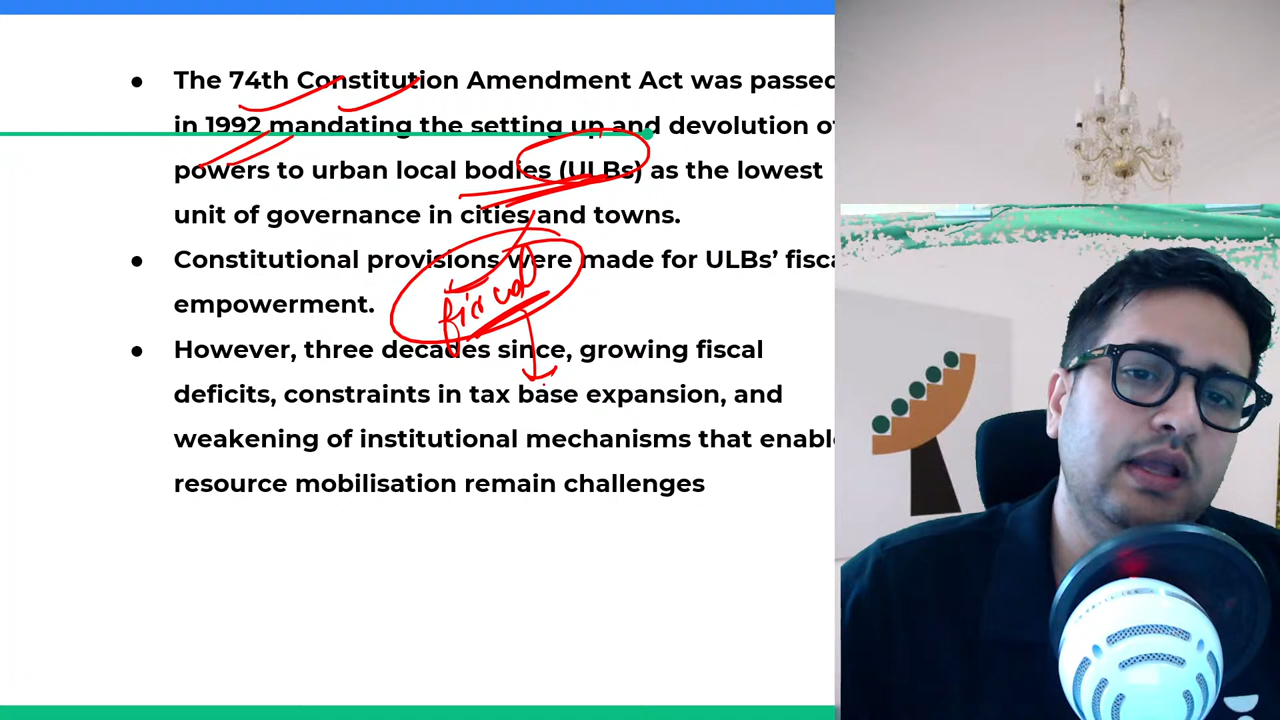 The 74th Constitution Amendment Act was passed
in 1992 mandating the setting up and devolution of
powers to urban local bodies (ULBs) as the lowest
unit of governance in cities and towns.
Constitutional provisions were made for ULBs’ fisca
empowerment.
fiscal
However, three decades since, growing fiscal
deficits, constraints in tax base expansion, and
weakening of institutional mechanisms that enable
resource mobilisation remain challenges